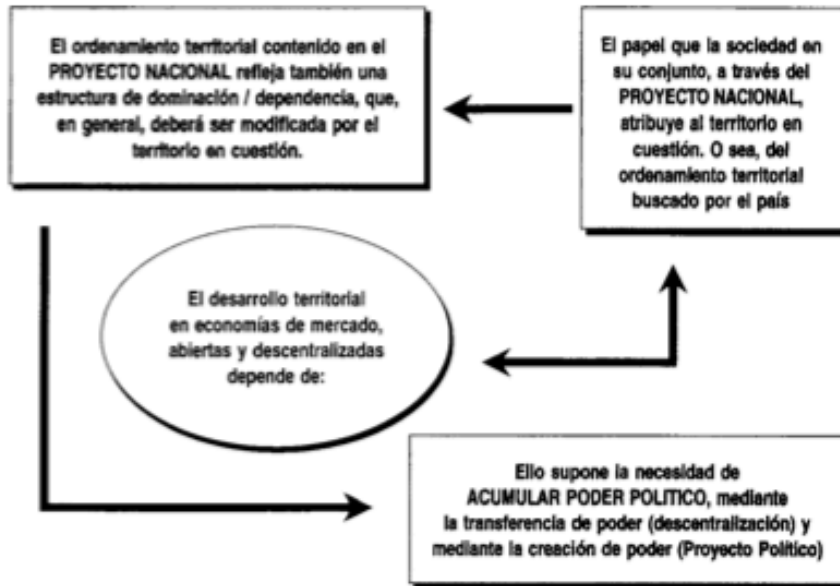 El ordenamiento territorial contenido en el
PROYECTO NACIONAL refleja también una
estructura de dominación / dependencia, que,
en general, deberá ser modificada por el
territorio en cuestión.
El papel que la sociedad en
su conjunto, a través del
PROYECTO NACIONAL,
atribuye al territorio en
cuestión. O sea, del
ordenamiento territorial
buscado por el país
El desarrollo territorial
en economías de mercado,
abiertas y descentralizadas
depende de:
Ello supone la necesidad de
ACUMULAR PODER POLITICO, mediante
la transferencia de poder (descentralización) y
mediante la creación de poder (Proyecto Político)